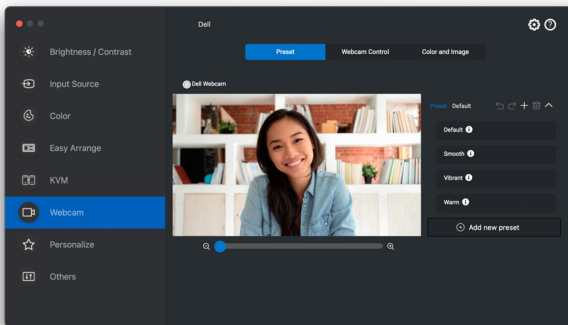 Dell
Brightness / Contrast
Input Source
Color
Easy Arrange
KVM
Webcam
Personalize
Others
Preset
Webcam Control
Color and Image
Dell Webcam
Preset Default
Default
Smooth
Vibrant
Warm
Add new preset